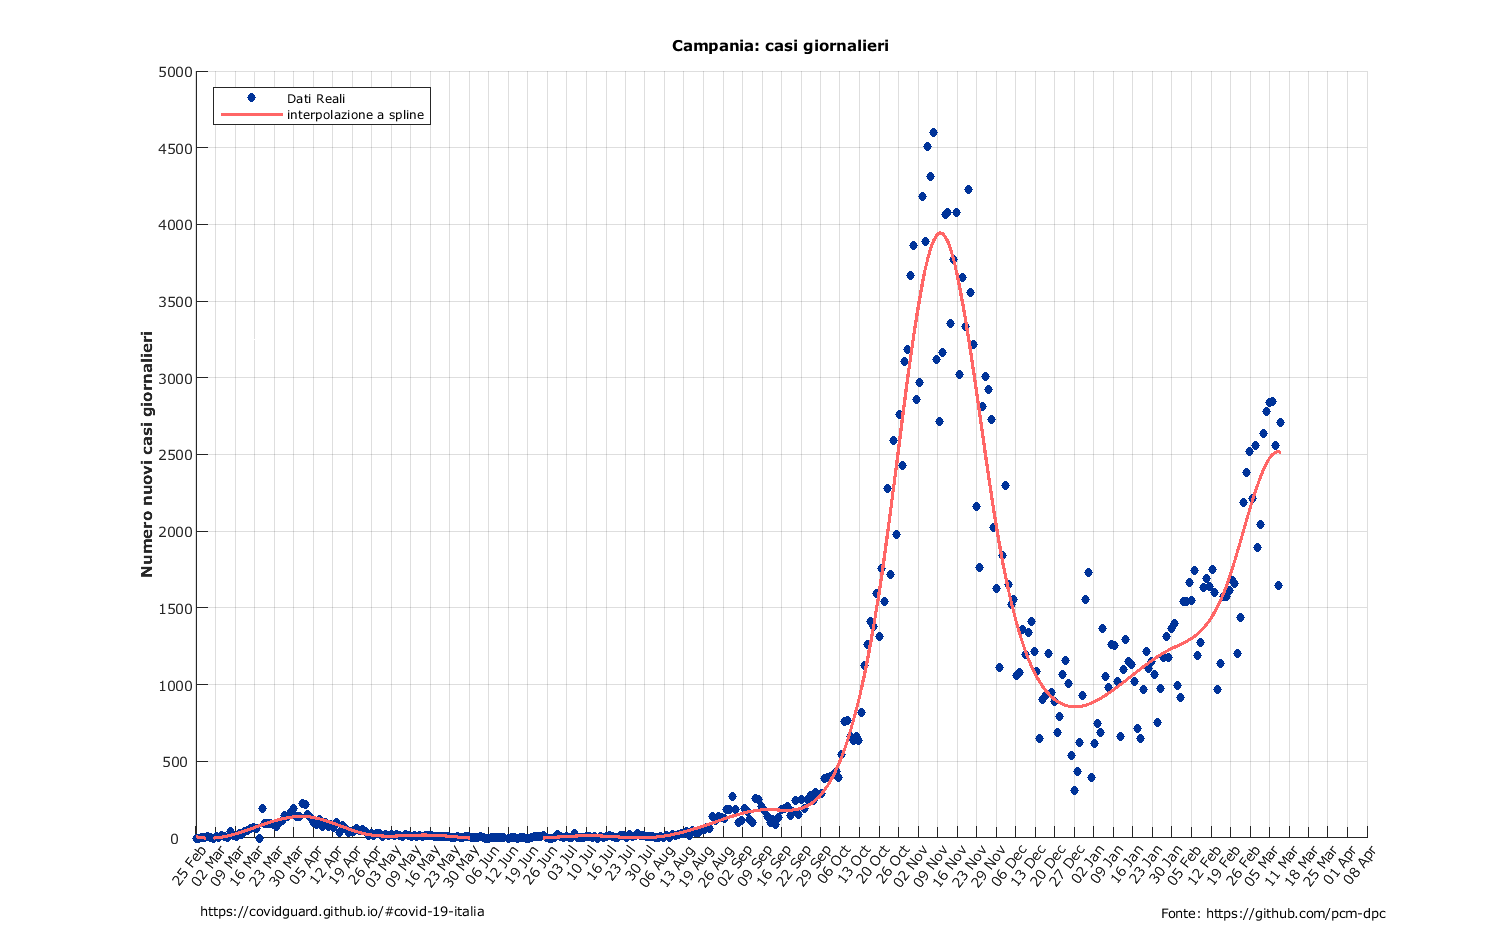 Campania: casi giornalieri
Dati Reali
interpolazione a spline
Numero nuovi casi giornalieri
5000
4500
4000
3500
3000
2500
2000
1500
1000
500
0
25 Feb
02 Mar
09 Mar
16 Mar
23 Mar
30 Mar
05 Apr
12 Apr
19 Apr
26 Apr
03 May
09 May
16 May
23 May
30 May
06 Jun
12 Jun
19 Jun
26 Jun
03 Jul
10 Jul
16 Jul
23 Jul
30 Jul
06 Aug
13 Aug
19 Aug
26 Aug
02 Sep
09 Sep
16 Sep
22 Sep
29 Sep
06 Oct
13 Oct
20 Oct
26 Oct
02 Nov
09 Nov
16 Nov
23 Nov
29 Nov
06 Dec
13 Dec
20 Dec
27 Dec
02 Jan
09 Jan
16 Jan
23 Jan
30 Jan
05 Feb
12 Feb
19 Feb
26 Feb
05 Mar
11 Mar
18 Mar
25 Mar
01 Apr
08 Apr
https://covidguard.github.io/#covid-19-italia
Fonte: https://github.com/pcm-dpc